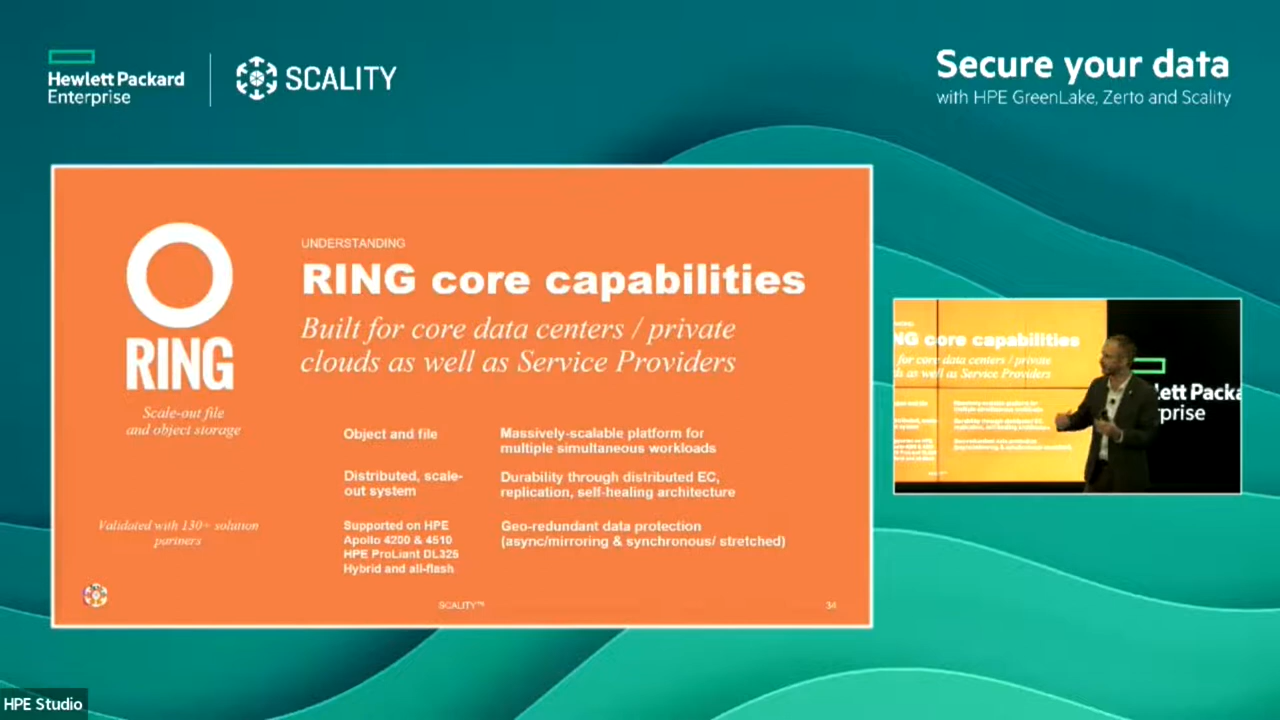 Hewlett Packard
Enterprise
SCALITY
Secure your data
with HPE GreenLake, Zerto and Scality
UNDERSTANDING
RING core capabilities
Built for core data centers / private
clouds as well as Service Providers
RING
Scale-out file
and object storage
Object and file
Massively-scalable platform for
multiple simultaneous workloads
Distributed, scale-
out system
Durability through distributed EC,
replication, self-healing architecture
Validated with 130+ solution
partners
Supported on HPE
Apollo 4200 & 4510
HPE ProLiant DL325
Hybrid and all-flash
Geo-redundant data protection
(async/mirroring & synchronous/ stretched)
SCALITY™
34
NG core capabilities
for core data centers / private
ds as well as Service Providers
lett Packa
prise
HPE Studio